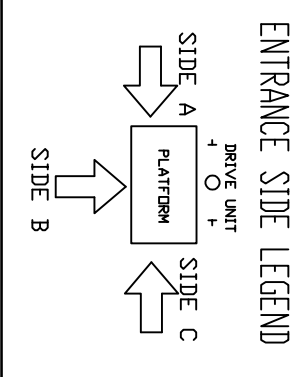 ENTRANCE SIDE LEGEND
DRIVE UNIT
SIDE A
PLATFORM
SIDE C
SIDE B